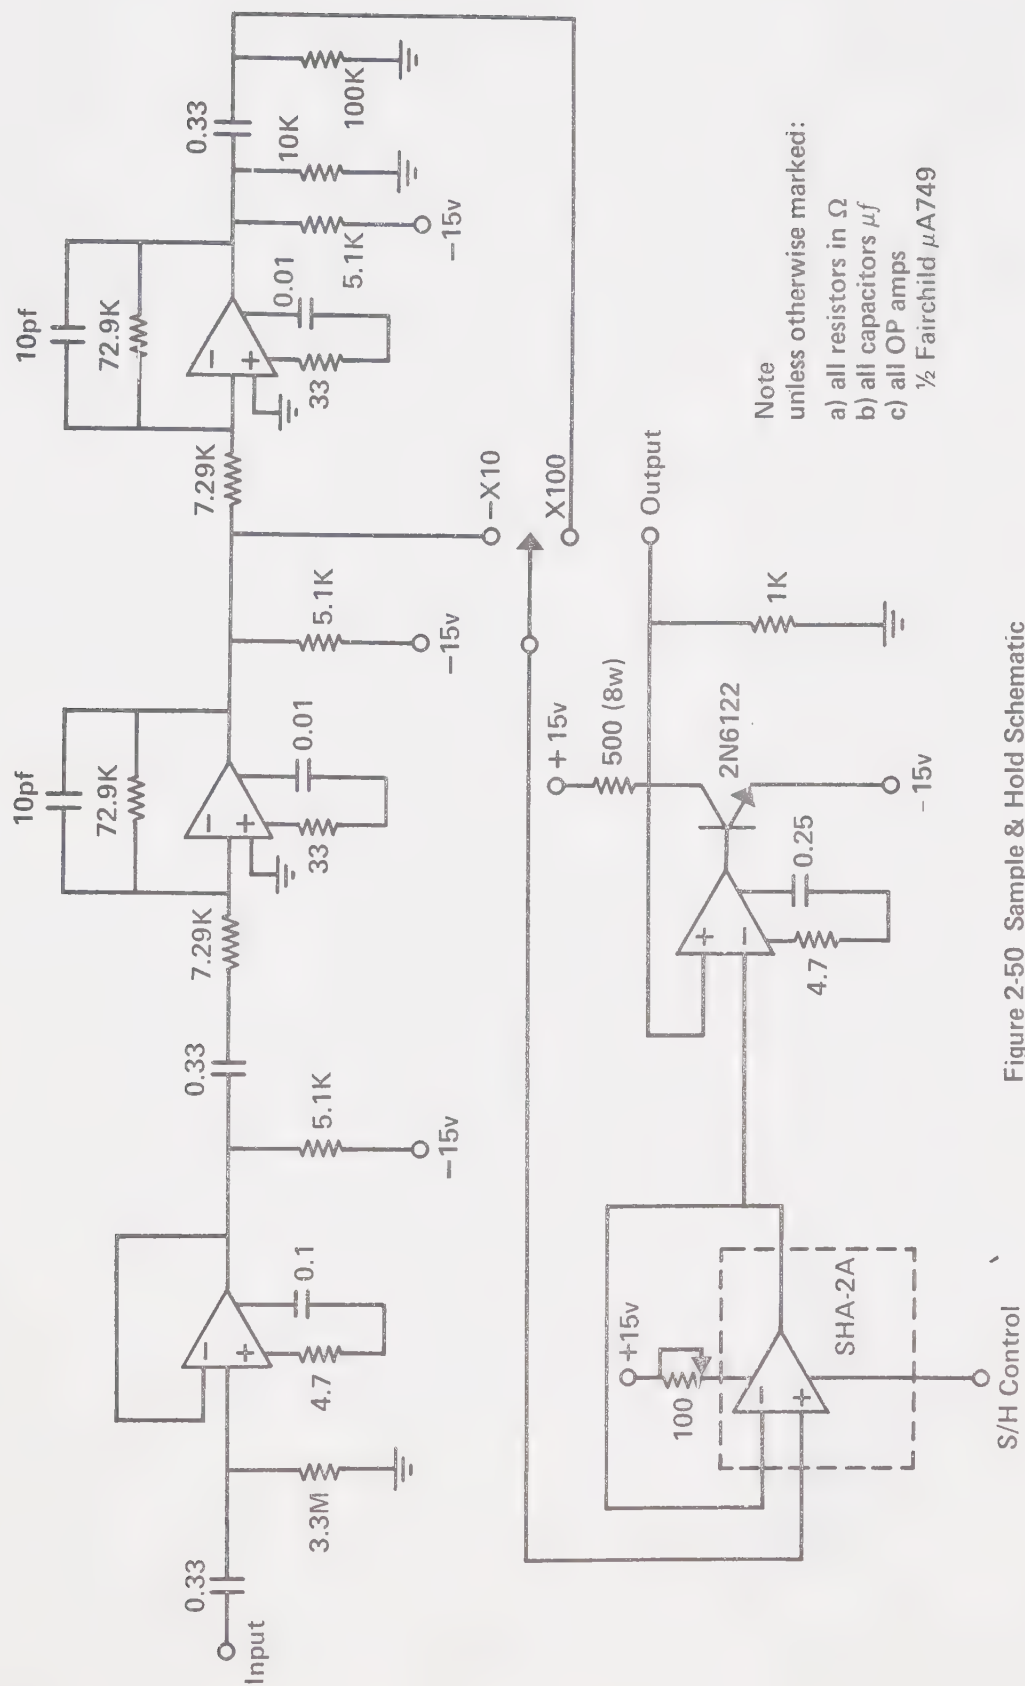 10pf
10pf
72.9K
72.9K
0.33
0.33
7.29K
7.29K
0.33
Input
3.3M
4.7
0.1
5.1K
−15v
33
0.01
5.1K
−15v
33
0.01
5.1K
−15v
10K
100K
−X10
X100
+15v
100
SHA-2A
S/H Control
+15v
500 (8w)
2N6122
−15v
4.7
0.25
1K
Output
Note
unless otherwise marked:
a) all resistors in Ω
b) all capacitors μf
c) all OP amps
½ Fairchild μA749
Figure 2-50 Sample & Hold Schematic